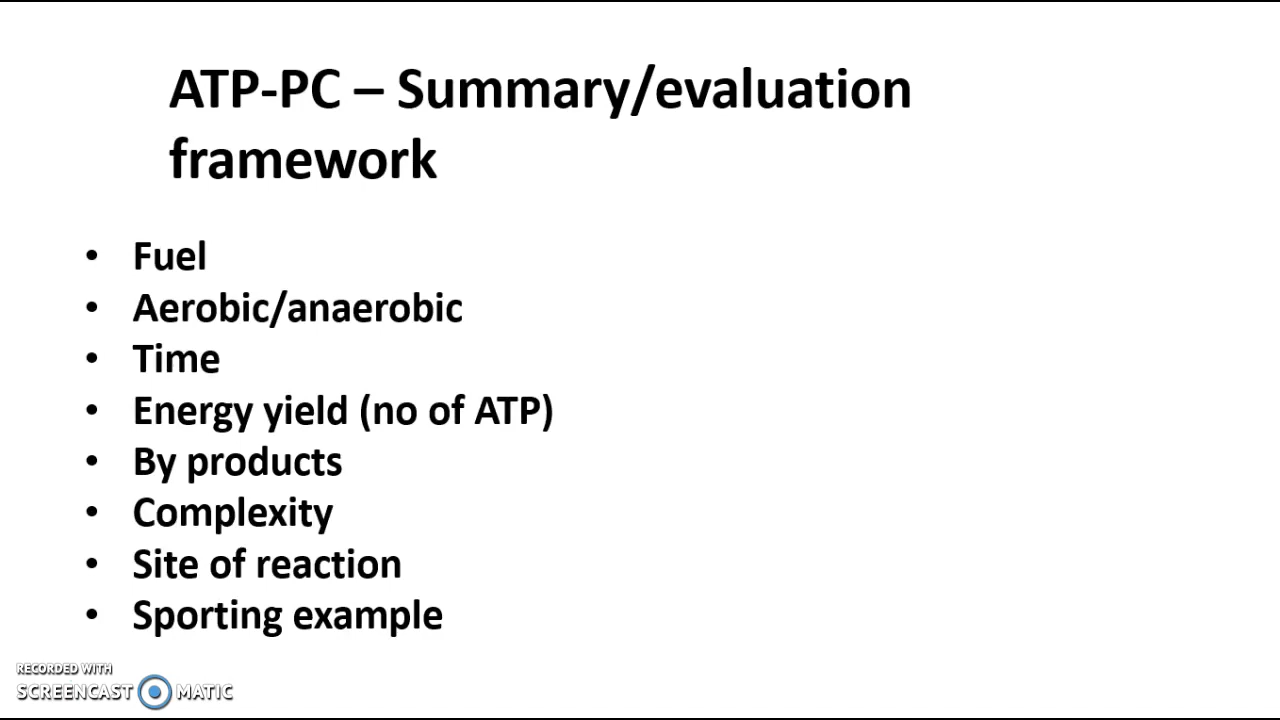 ATP-PC – Summary/evaluation
framework
• Fuel
• Aerobic/anaerobic
• Time
• Energy yield (no of ATP)
• By products
• Complexity
• Site of reaction
• Sporting example
RECORDED WITH
SCREENCAST MATIC